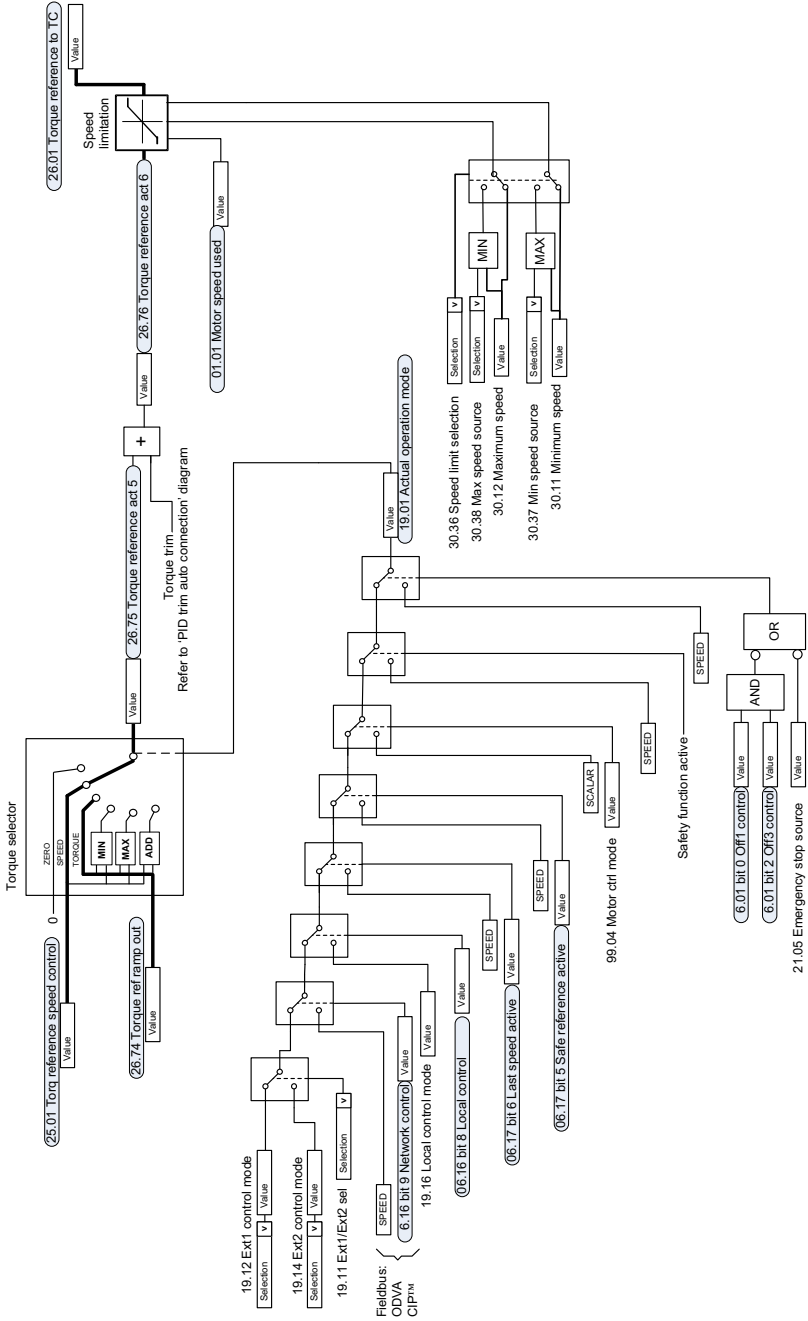 Torque selector
0
ZERO
SPEED
TORQUE
MIN
MAX
ADD
25.01 Torq reference speed control
Value
26.74 Torque ref ramp out
Value
Value
26.75 Torque reference act 5
Torque trim
Refer to ‘PID trim auto connection’ diagram
+
Value
26.76 Torque reference act 6
01.01 Motor speed used
Value
Speed
limitation
26.01 Torque reference to TC
Value
19.12 Ext1 control mode
Selection
v
Value
19.14 Ext2 control mode
Selection
v
Value
19.11 Ext1/Ext2 sel
Selection
v
Fieldbus:
ODVA
CIP™
SPEED
6.16 bit 9 Network control
Value
19.16 Local control mode
Value
06.16 bit 8 Local control
Value
SPEED
06.17 bit 6 Last speed active
Value
SPEED
06.17 bit 5 Safe reference active
Value
SCALAR
99.04 Motor ctrl mode
Value
SPEED
Safety function active
SPEED
6.01 bit 0 Off1 control
Value
6.01 bit 2 Off3 control
Value
21.05 Emergency stop source
Value
AND
OR
Value
19.01 Actual operation mode
30.36 Speed limit selection
Selection
v
30.38 Max speed source
Selection
v
30.12 Maximum speed
Value
MIN
30.37 Min speed source
Selection
v
30.11 Minimum speed
Value
MAX